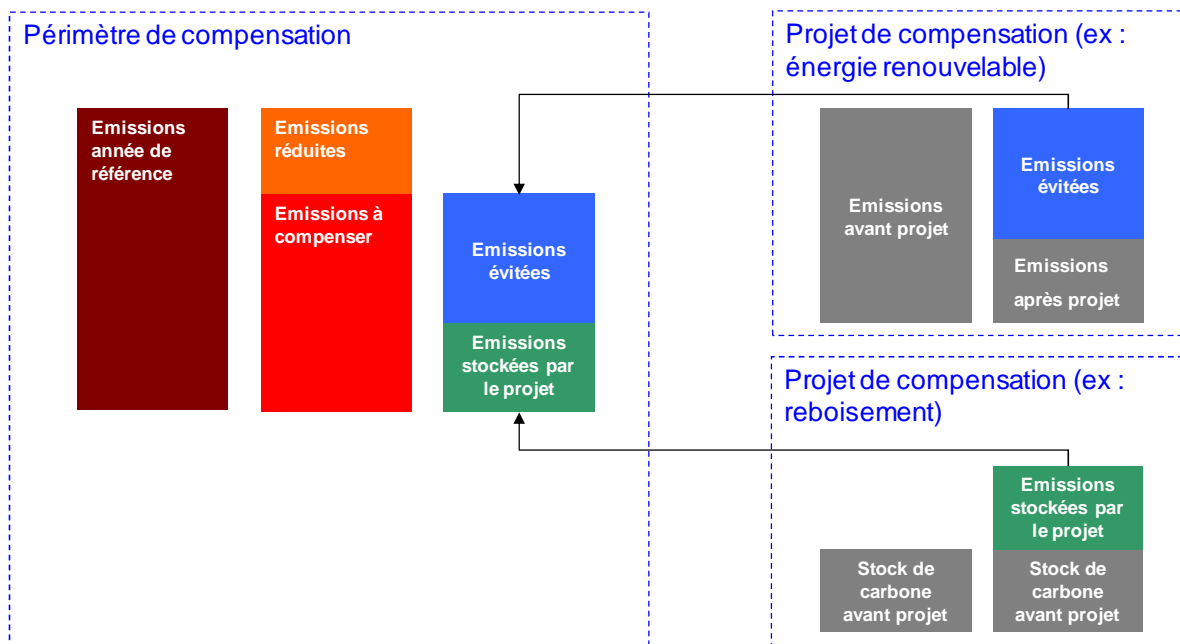 Périmètre de compensation
Emissions
année de
référence
Emissions
réduites
Emissions à
compenser
Emissions
évitées
Emissions
stockées par
le projet
Projet de compensation (ex :
énergie renouvelable)
Emissions
avant projet
Emissions
évitées
Emissions
après projet
Projet de compensation (ex :
reboisement)
Emissions
stockées par
le projet
Stock de
carbone
avant projet
Stock de
carbone
avant projet